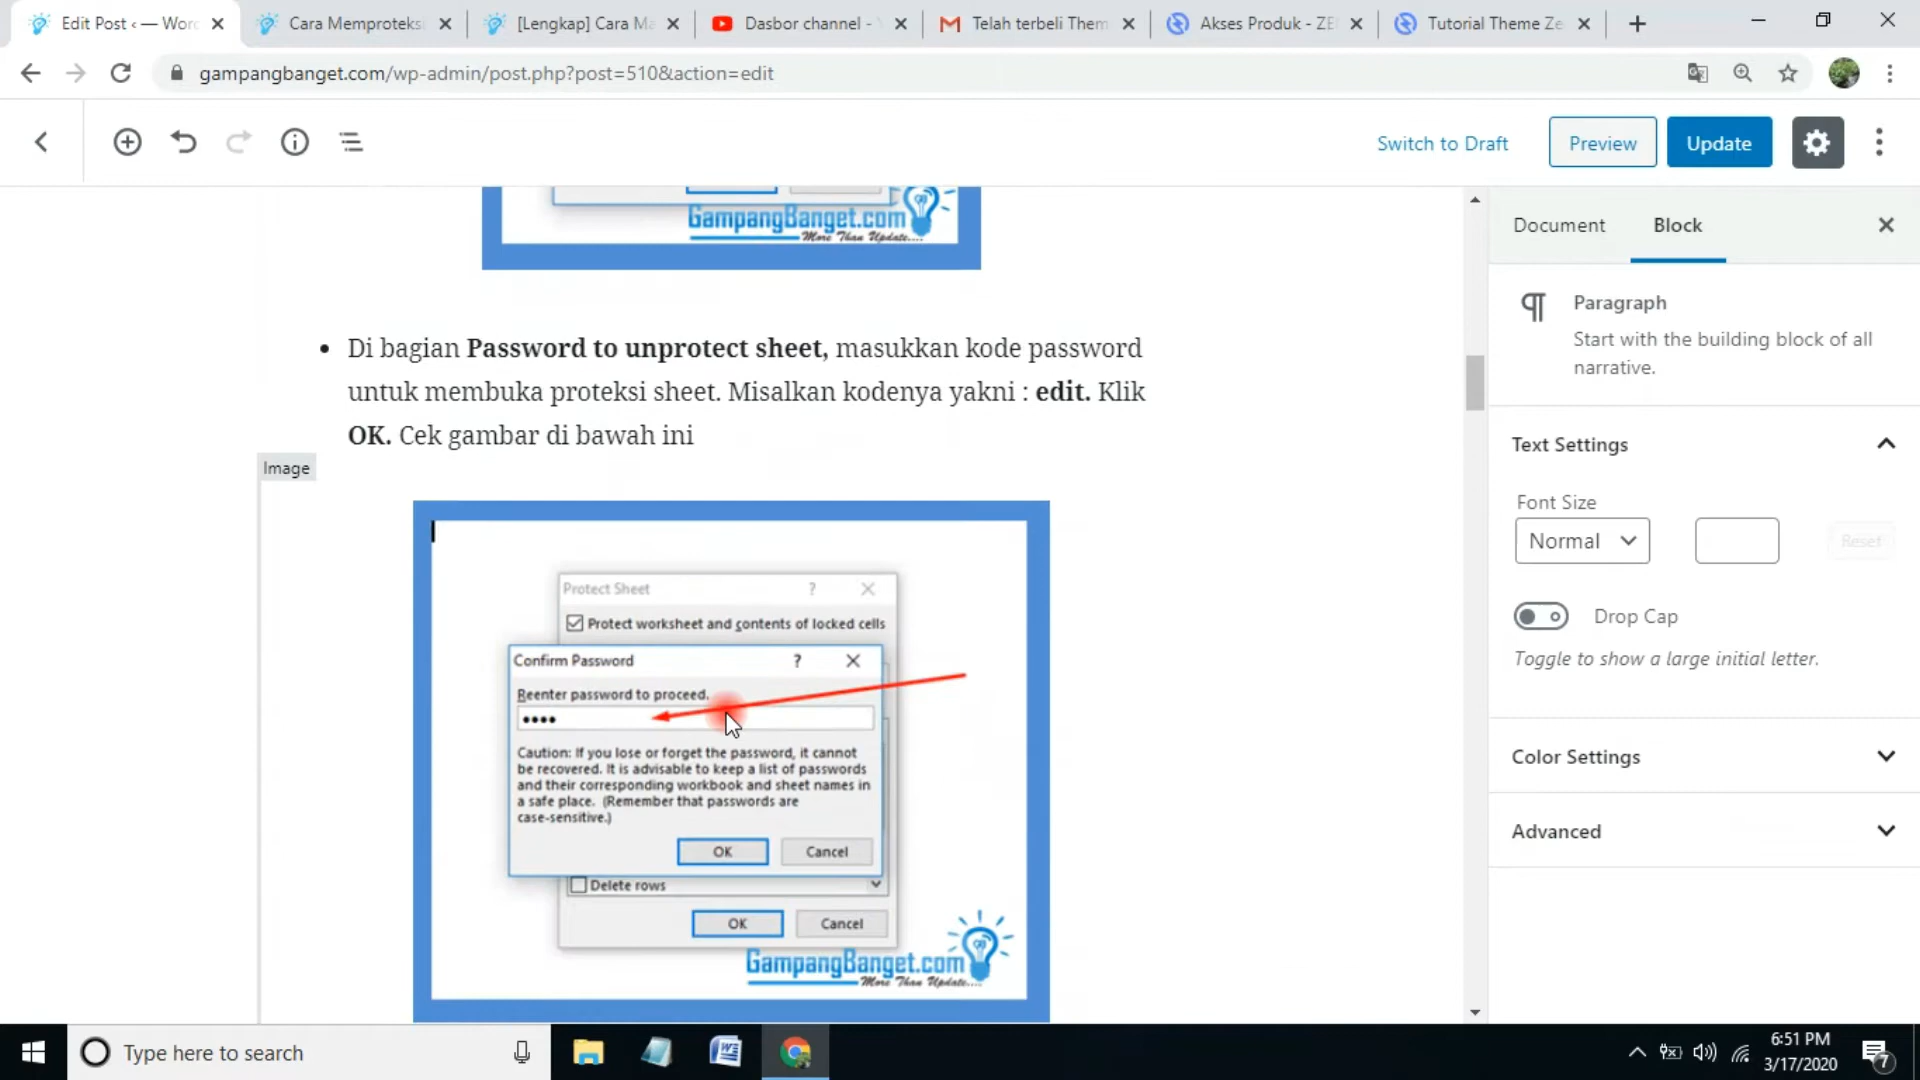 Edit Post ‹ — Word
Cara Memproteks
[Lengkap] Cara Ma
Dasbor channel -
Telah terbeli Them
Akses Produk - ZE
Tutorial Theme Ze
gampangbanget.com/wp-admin/post.php?post=510&action=edit
Switch to Draft
Preview
Update
GampangBanget.com
More Than Update....
Document
Block
Paragraph
Start with the building block of all
narrative.
• Di bagian Password to unprotect sheet, masukkan kode password
untuk membuka proteksi sheet. Misalkan kodenya yakni : edit. Klik
OK. Cek gambar di bawah ini
Image
Text Settings
Font Size
Normal
Reset
Drop Cap
Toggle to show a large initial letter.
Color Settings
Advanced
Protect Sheet ?
Protect worksheet and contents of locked cells
Confirm Password ?
Reenter password to proceed.
••••
Caution: If you lose or forget the password, it cannot
be recovered. It is advisable to keep a list of passwords
and their corresponding workbook and sheet names in
a safe place. (Remember that passwords are
case-sensitive.)
OK Cancel
Delete rows
OK Cancel
GampangBanget.com
More Than Update....
Type here to search
6:51 PM
3/17/2020
7